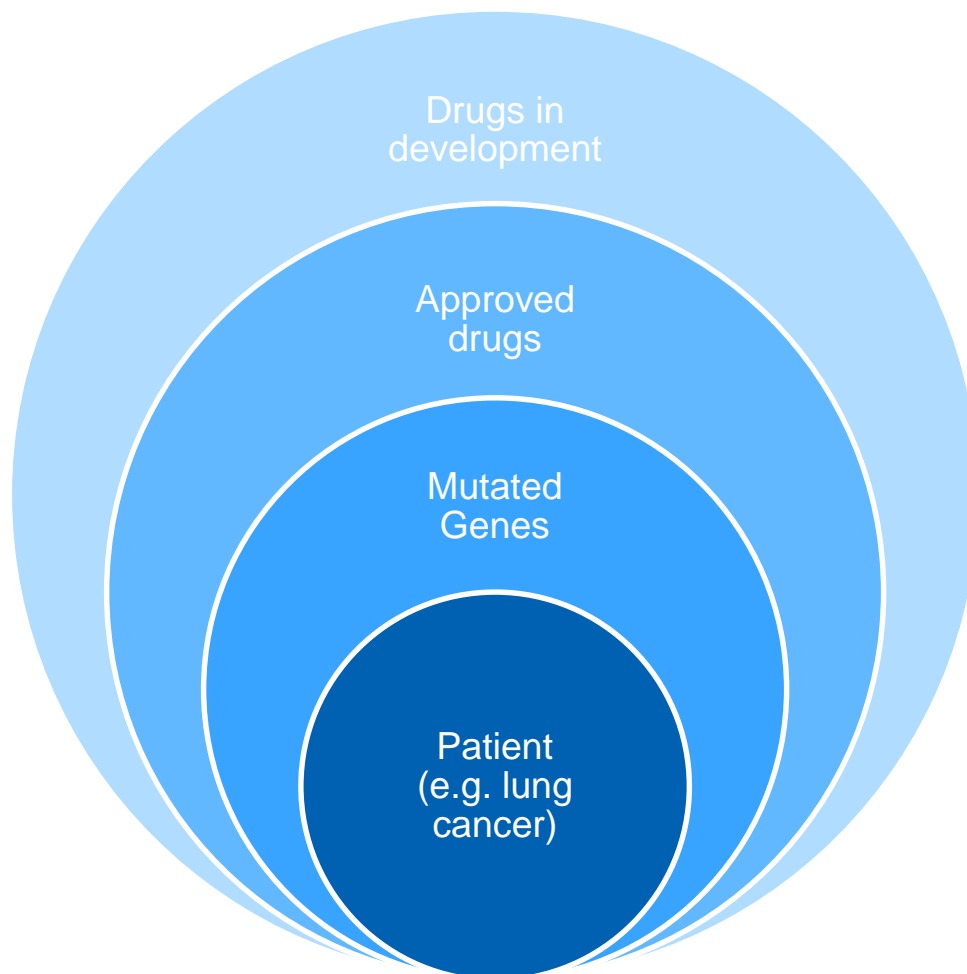 Drugs in
development
Approved
drugs
Mutated
Genes
Patient
(e.g. lung
cancer)